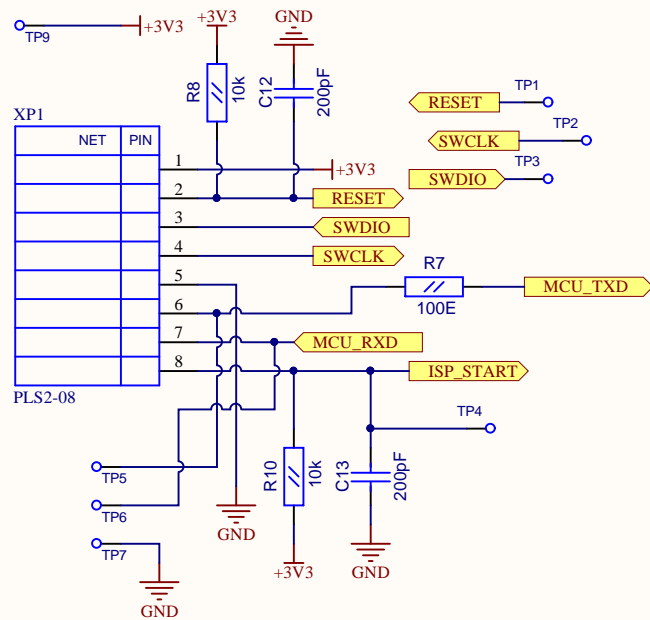 TP9
+3V3
+3V3
GND
R8
10k
C12
200pF
XP1
NET
PIN
1
+3V3
2
RESET
3
SWDIO
4
SWCLK
5
6
7
MCU_RXD
8
ISP_START
PLS2-08
RESET
TP1
SWCLK
TP2
SWDIO
TP3
R7
100E
MCU_TXD
TP4
TP5
TP6
TP7
GND
GND
R10
10k
+3V3
C13
200pF
GND